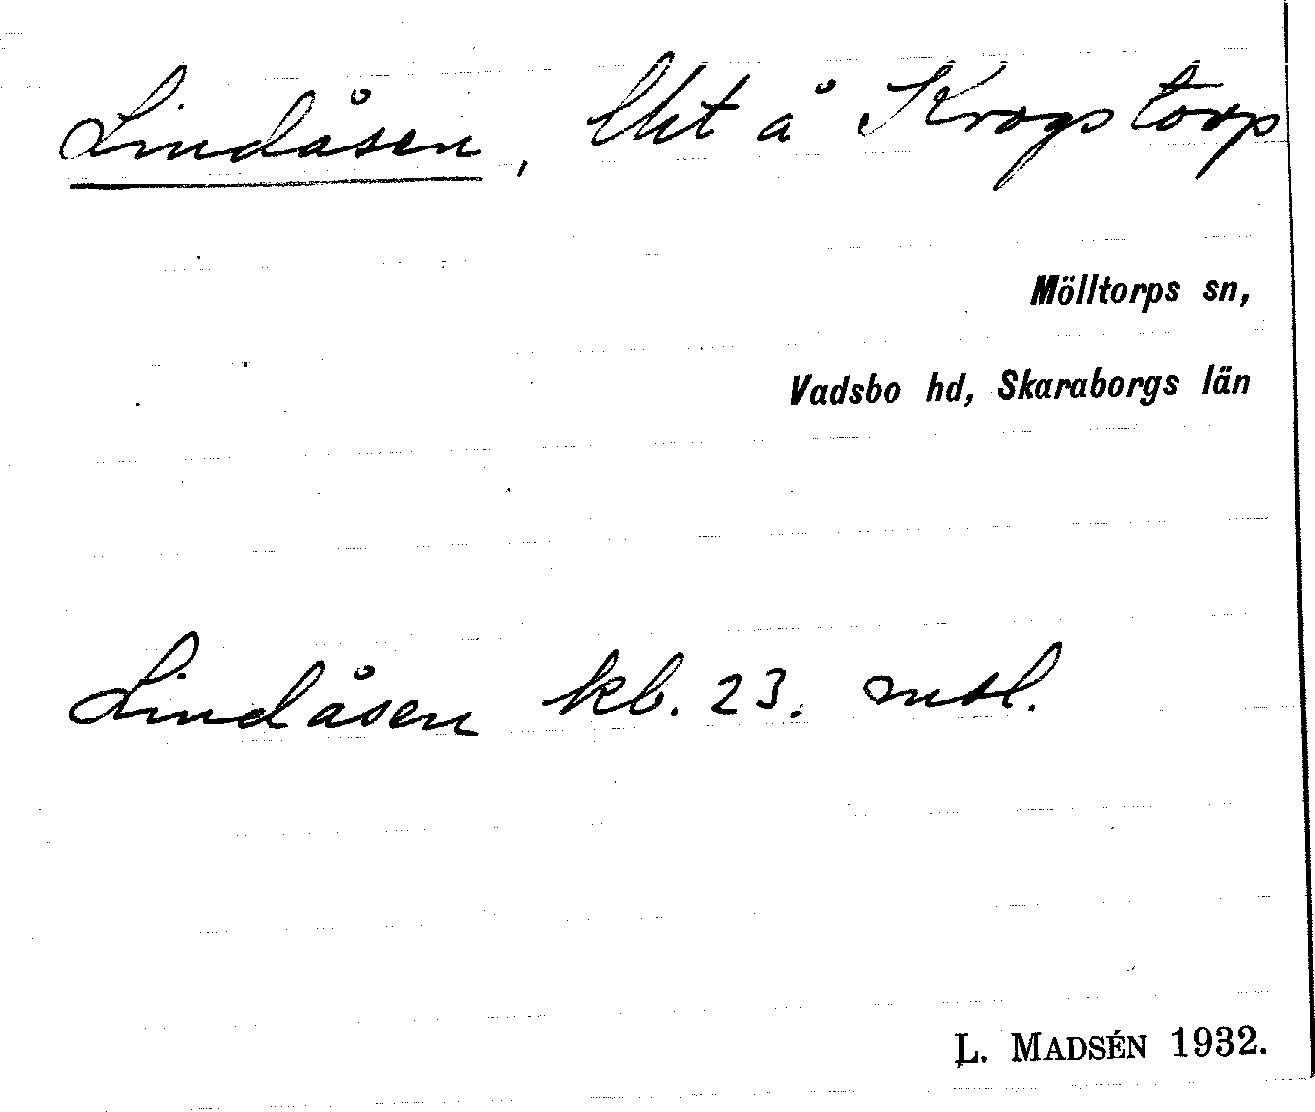 Lindåsen, lht å Krogstorp
Mölltorps sn,
Vadsbo hd, Skaraborgs län
Lindåsen kb. 23. mtl.
L. MADSÉN 1932.